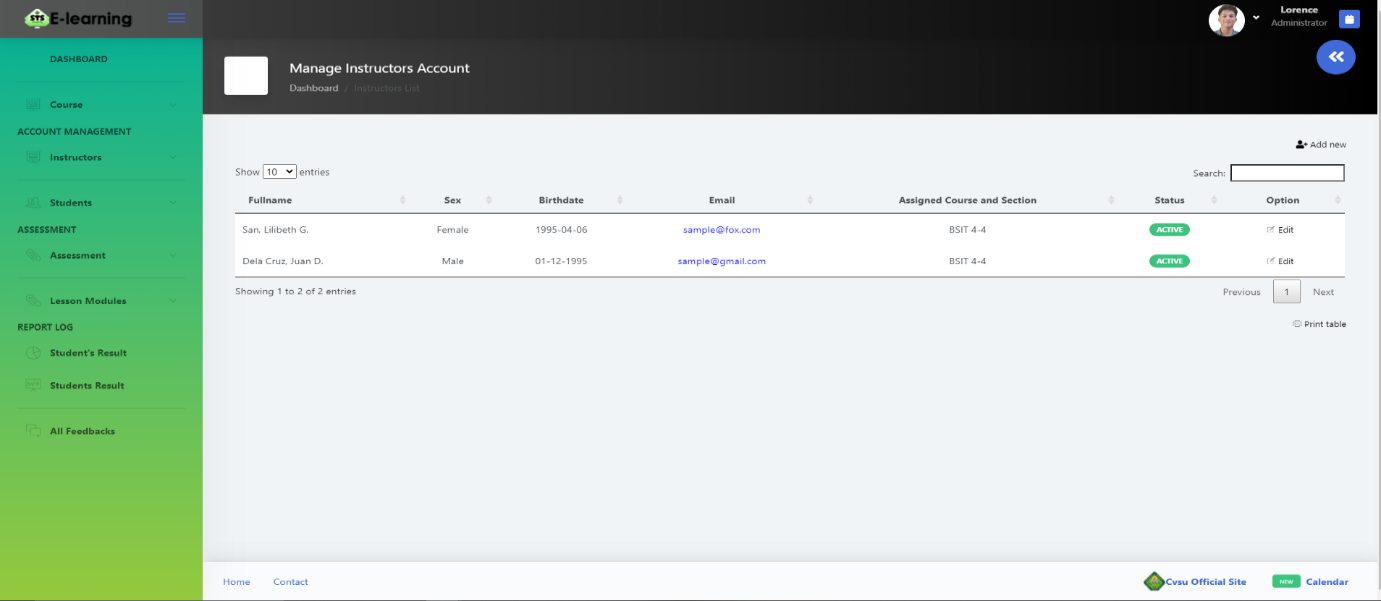 STS E-learning
Lorence
Administrator
DASHBOARD
Course
ACCOUNT MANAGEMENT
Instructors
Students
ASSESSMENT
Assessment
Lesson Modules
REPORT LOG
Student's Result
Students Result
All Feedbacks
Manage Instructors Account
Dashboard / Instructors List
Add new
Show 10 entries Search:
Fullname Sex Birthdate Email Assigned Course and Section Status Option
San, Lilibeth G. Female 1995-04-06 sample@fox.com BSIT 4-4 ACTIVE Edit
Dela Cruz, Juan D. Male 01-12-1995 sample@gmail.com BSIT 4-4 ACTIVE Edit
Showing 1 to 2 of 2 entries Previous 1 Next
Print table
Home Contact Cvsu Official Site NEW Calendar